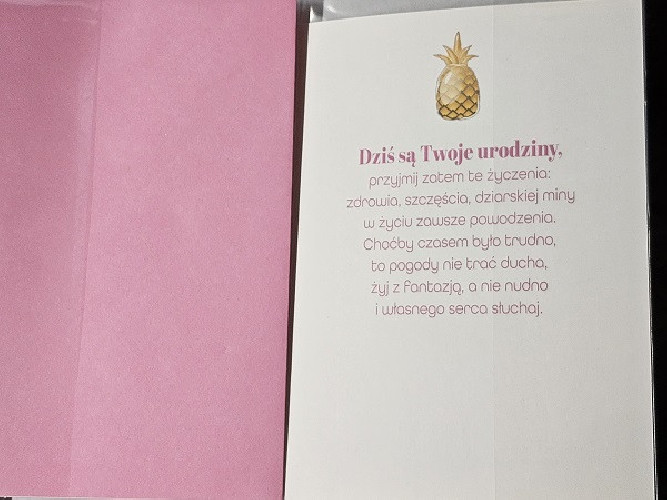 Dziś są Twoje urodziny,
przyjmij zatem te życzenia:
zdrowia, szczęścia, dziarskiej miny
w życiu zawsze powodzenia.
Choćby czasem było trudno,
to pogody nie trać ducha,
żyj z fantazją, a nie nudno
i własnego serca słuchaj.